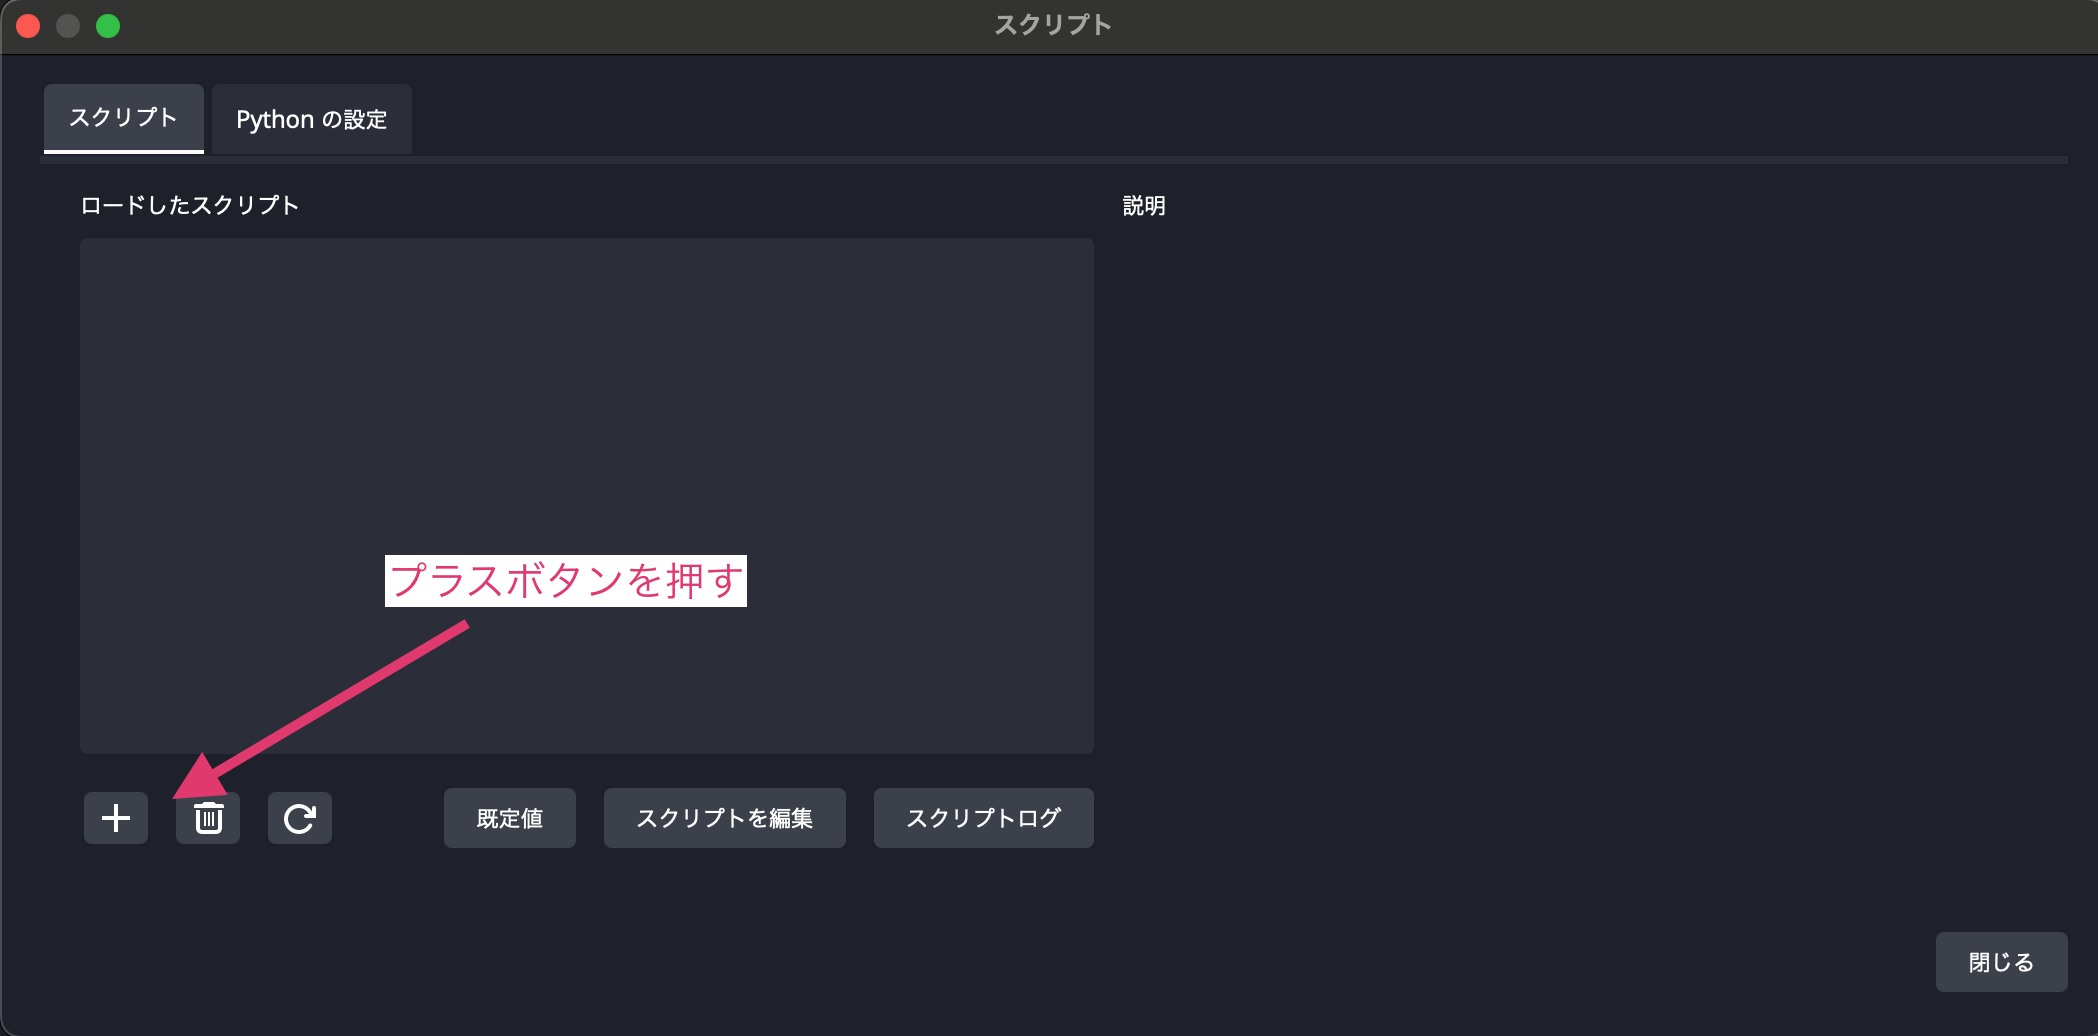 スクリプト
スクリプト
Python の設定
ロードしたスクリプト
説明
プラスボタンを押す
既定値
スクリプトを編集
スクリプトログ
閉じる